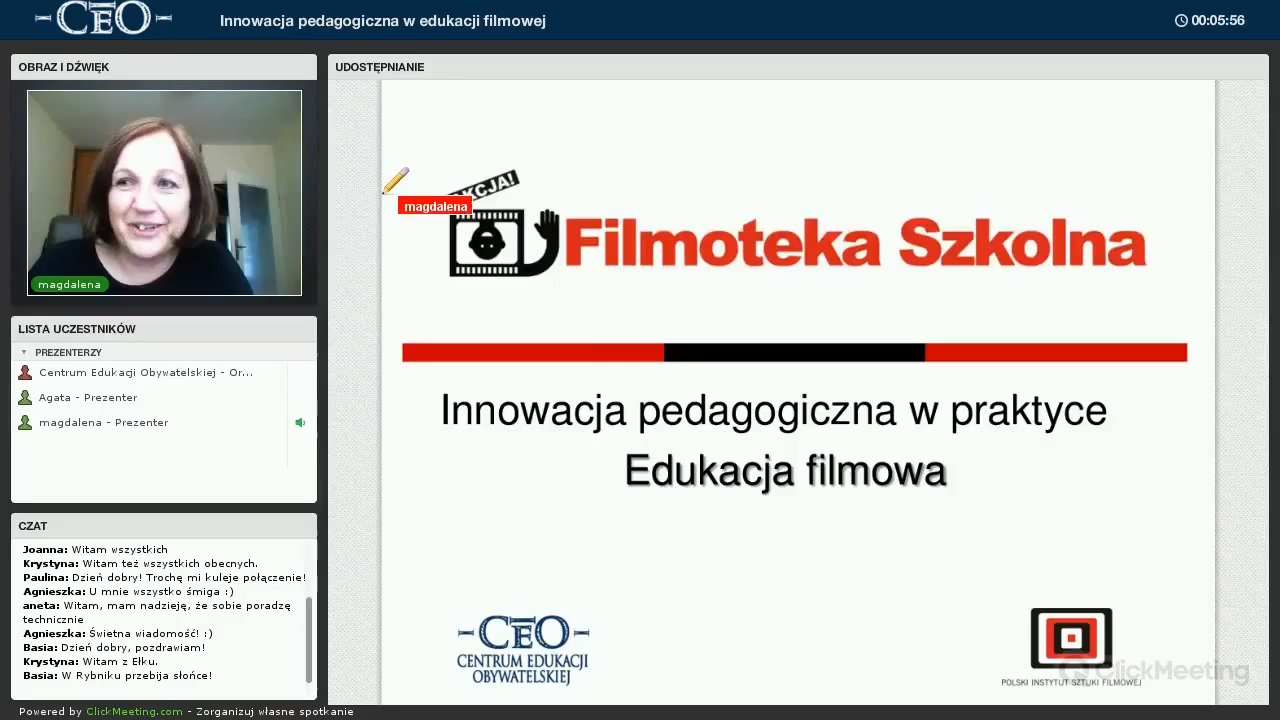 CEO
Innowacja pedagogiczna w edukacji filmowej
00:05:56
OBRAZ I DŹWIĘK
magdalena
LISTA UCZESTNIKÓW
PREZENTERZY
Centrum Edukacji Obywatelskiej - Or...
Agata - Prezenter
magdalena - Prezenter
CZAT
Joanna: Witam wszystkich
Krystyna: Witam też wszystkich obecnych.
Paulina: Dzień dobry! Trochę mi kuleje połączenie!
Agnieszka: U mnie wszystko śmiga :)
aneta: Witam, mam nadzieję, że sobie poradzę
technicznie
Agnieszka: Świetna wiadomość! :)
Basia: Dzień dobry, pozdrawiam!
Krystyna: Witam z Ełku.
Basia: W Rybniku przebija słońce!
UDOSTĘPNIANIE
KCJA!
magdalena
Filmoteka Szkolna
Innowacja pedagogiczna w praktyce
Edukacja filmowa
CEO
CENTRUM EDUKACJI
OBYWATELSKIEJ
POLSKI INSTYTUT SZTUKI FILMOWEJ
ClickMeeting
Powered by ClickMeeting.com - Zorganizuj własne spotkanie